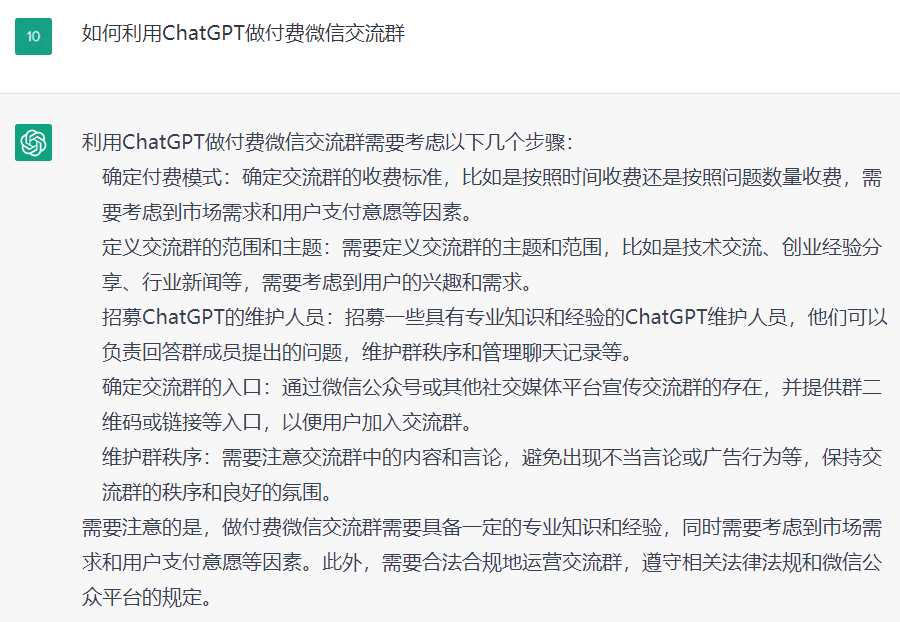 10
如何利用ChatGPT做付费微信交流群
利用ChatGPT做付费微信交流群需要考虑以下几个步骤：
确定付费模式：确定交流群的收费标准，比如是按照时间收费还是按照问题数量收费，需
要考虑到市场需求和用户支付意愿等因素。
定义交流群的范围和主题：需要定义交流群的主题和范围，比如是技术交流、创业经验分
享、行业新闻等，需要考虑到用户的兴趣和需求。
招募ChatGPT的维护人员：招募一些具有专业知识和经验的ChatGPT维护人员，他们可以
负责回答群成员提出的问题，维护群秩序和管理聊天记录等。
确定交流群的入口：通过微信公众号或其他社交媒体平台宣传交流群的存在，并提供群二
维码或链接等入口，以便用户加入交流群。
维护群秩序：需要注意交流群中的内容和言论，避免出现不当言论或广告行为等，保持交
流群的秩序和良好的氛围。
需要注意的是，做付费微信交流群需要具备一定的专业知识和经验，同时需要考虑到市场需
求和用户支付意愿等因素。此外，需要合法合规地运营交流群，遵守相关法律法规和微信公
众平台的规定。